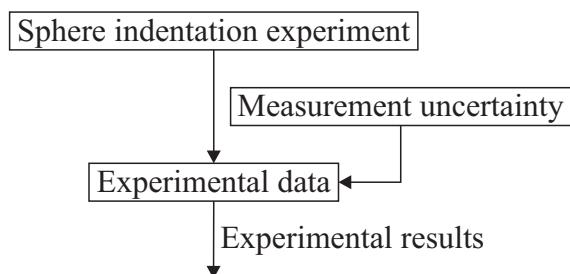 Sphere indentation experiment
Measurement uncertainty
Experimental data
Experimental results